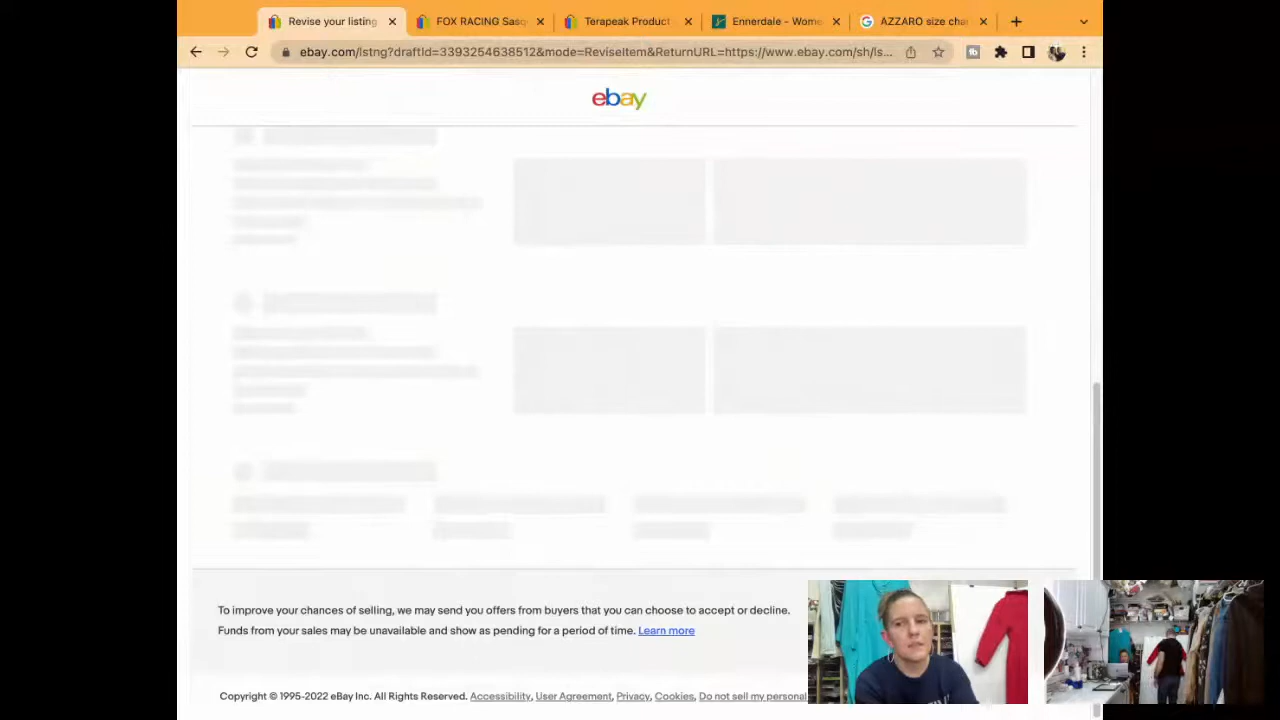 Revise your listing
FOX RACING Sasq
Terapeak Product
Ennerdale - Wome
AZZARO size char
ebay.com/lstng?draftId=3393254638512&mode=ReviseItem&ReturnURL=https://www.ebay.com/sh/ls...
ebay
To improve your chances of selling, we may send you offers from buyers that you can choose to accept or decline.
Funds from your sales may be unavailable and show as pending for a period of time. Learn more
Copyright © 1995-2022 eBay Inc. All Rights Reserved. Accessibility, User Agreement, Privacy, Cookies, Do not sell my personal